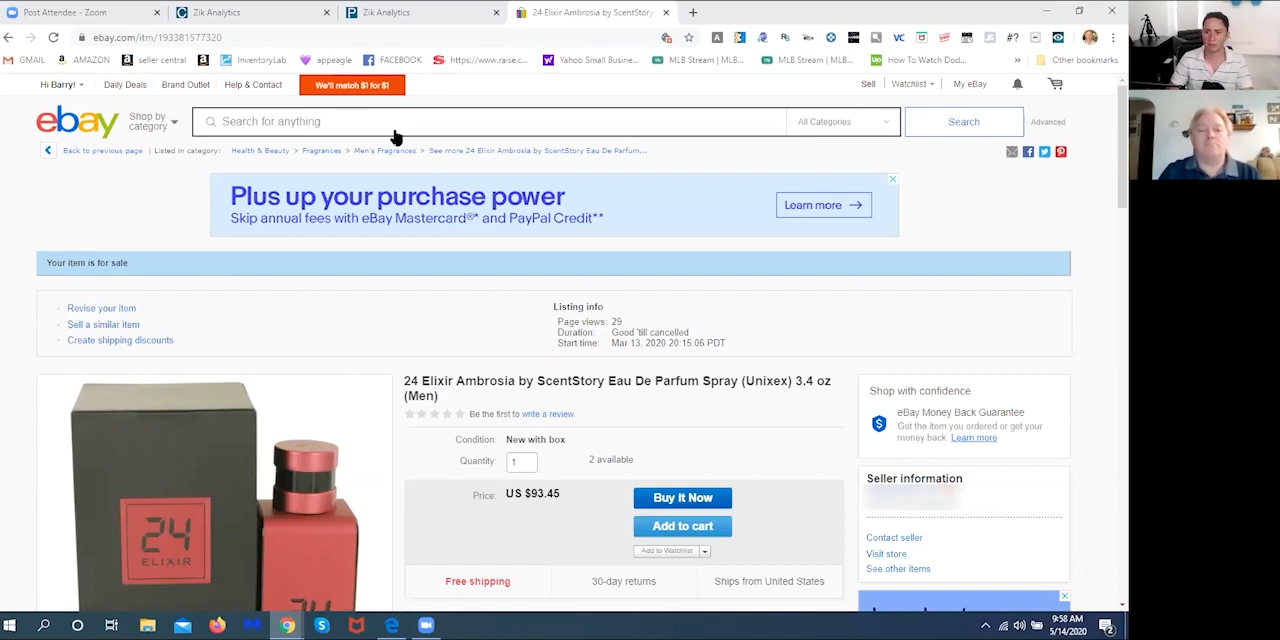 Post Attendee - Zoom
Zik Analytics
Zik Analytics
24 Elixir Ambrosia by ScentStory
ebay.com/itm/193381577320
GMAIL
AMAZON
seller central
InventoryLab
appeagle
FACEBOOK
https://www.raise.c...
Yahoo Small Busine...
MLB Stream | MLB...
MLB Stream | MLB...
How To Watch Dod...
Other bookmarks
Hi Barry!
Daily Deals
Brand Outlet
Help & Contact
We'll match $1 for $1
Sell
Watchlist
My eBay
ebay
Shop by category
Search for anything
All Categories
Search
Advanced
Back to previous page | Listed in category:
Health & Beauty > Fragrances > Men's Fragrances > See more 24 Elixir Ambrosia by ScentStory Eau De Parfum...
Plus up your purchase power
Skip annual fees with eBay Mastercard®* and PayPal Credit**
Learn more
Your item is for sale
Revise your item
Sell a similar item
Create shipping discounts
Listing info
Page views: 29
Duration: Good 'till cancelled
Start time: Mar 13, 2020 20:15:06 PDT
24 Elixir Ambrosia by ScentStory Eau De Parfum Spray (Unixex) 3.4 oz
(Men)
Be the first to write a review.
Condition: New with box
Quantity: 1 2 available
Price: US $93.45
Buy It Now
Add to cart
Add to Watchlist
Free shipping
30-day returns
Ships from United States
Shop with confidence
eBay Money Back Guarantee
Get the item you ordered or get your
money back. Learn more
Seller information
Contact seller
Visit store
See other items
24
ELIXIR
9:58 AM
5/14/2020